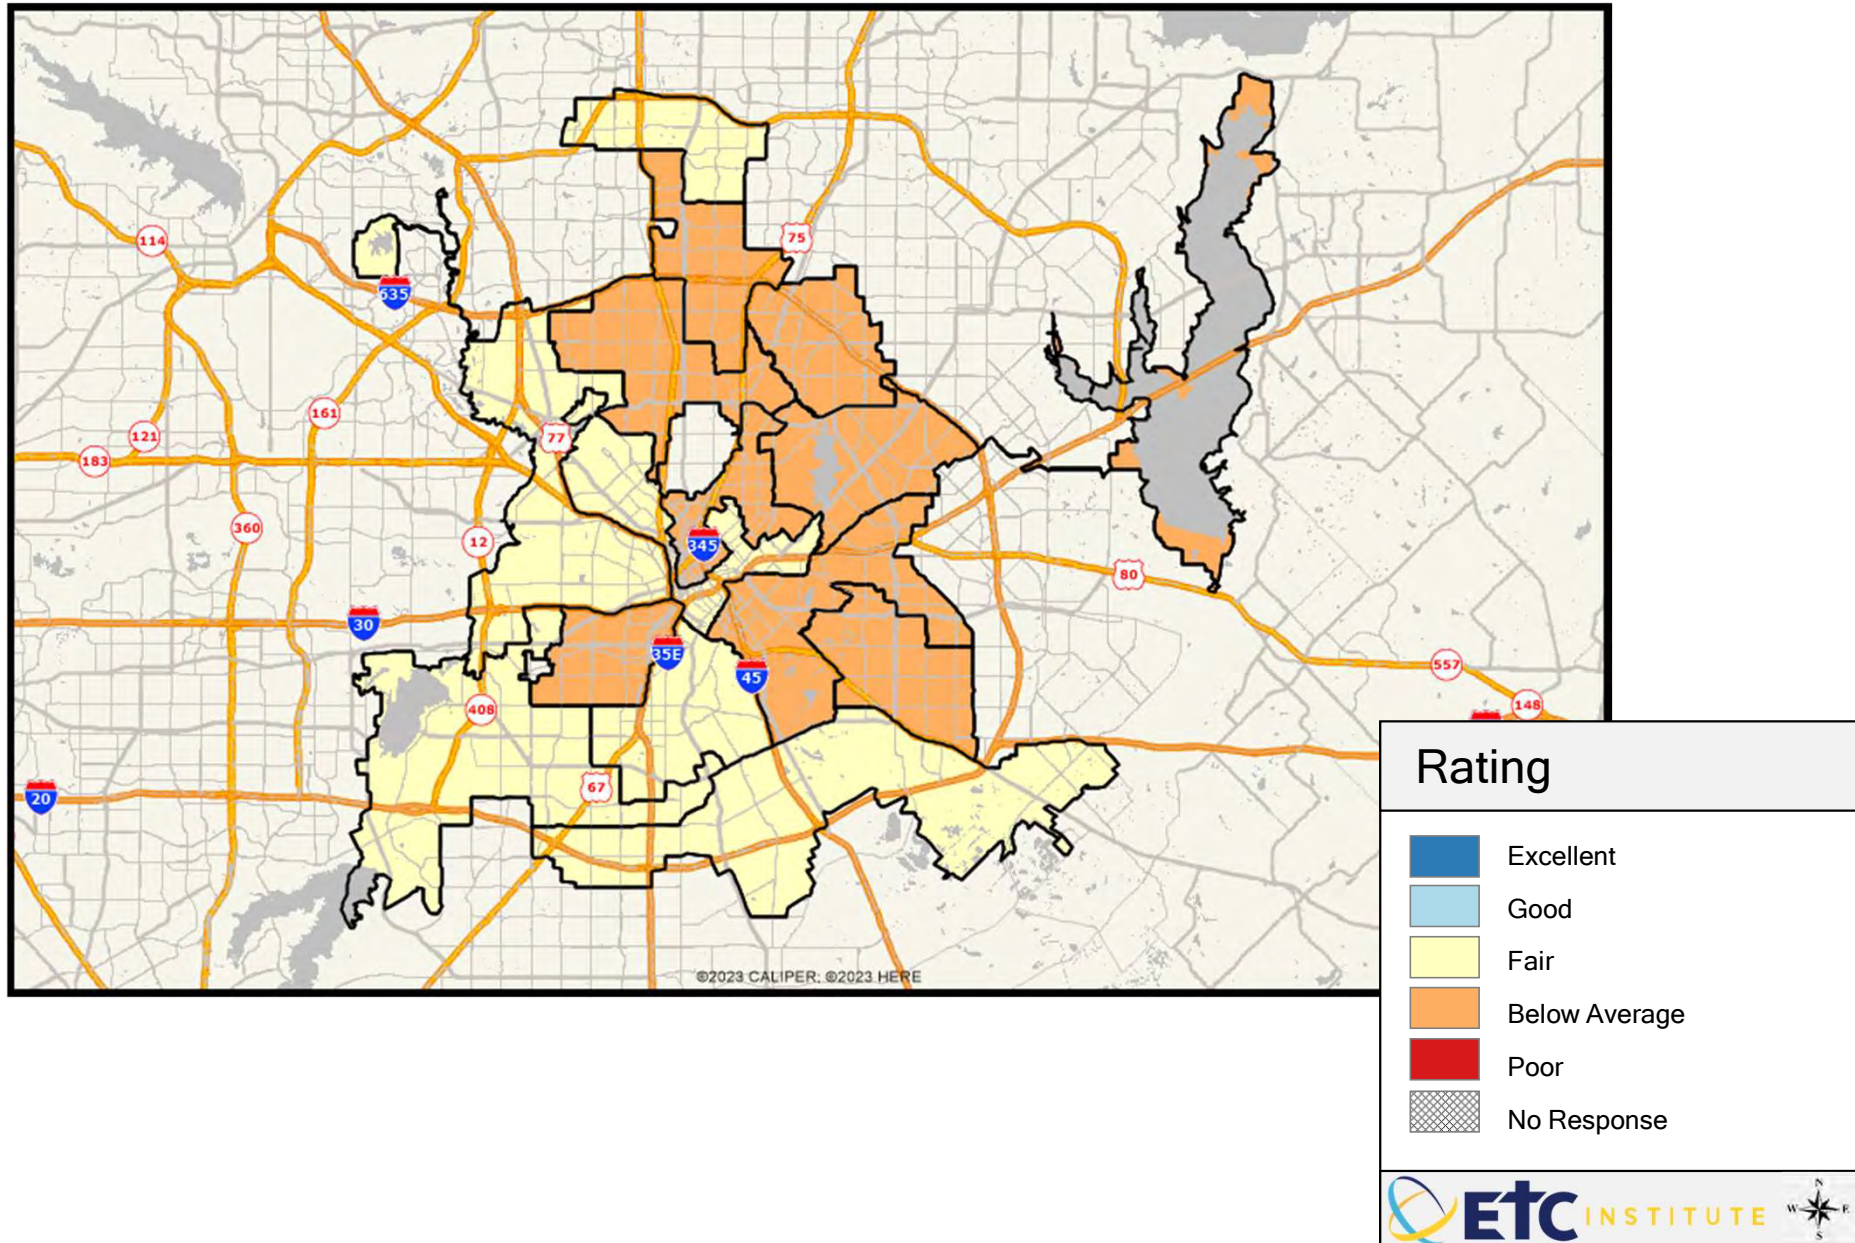 114
75
635
161
121
77
183
360
12
345
80
30
35E
45
557
408
148
67
20
©2023 CALIPER; ©2023 HERE
Rating
Excellent
Good
Fair
Below Average
Poor
No Response
N
W E
S
ETC INSTITUTE